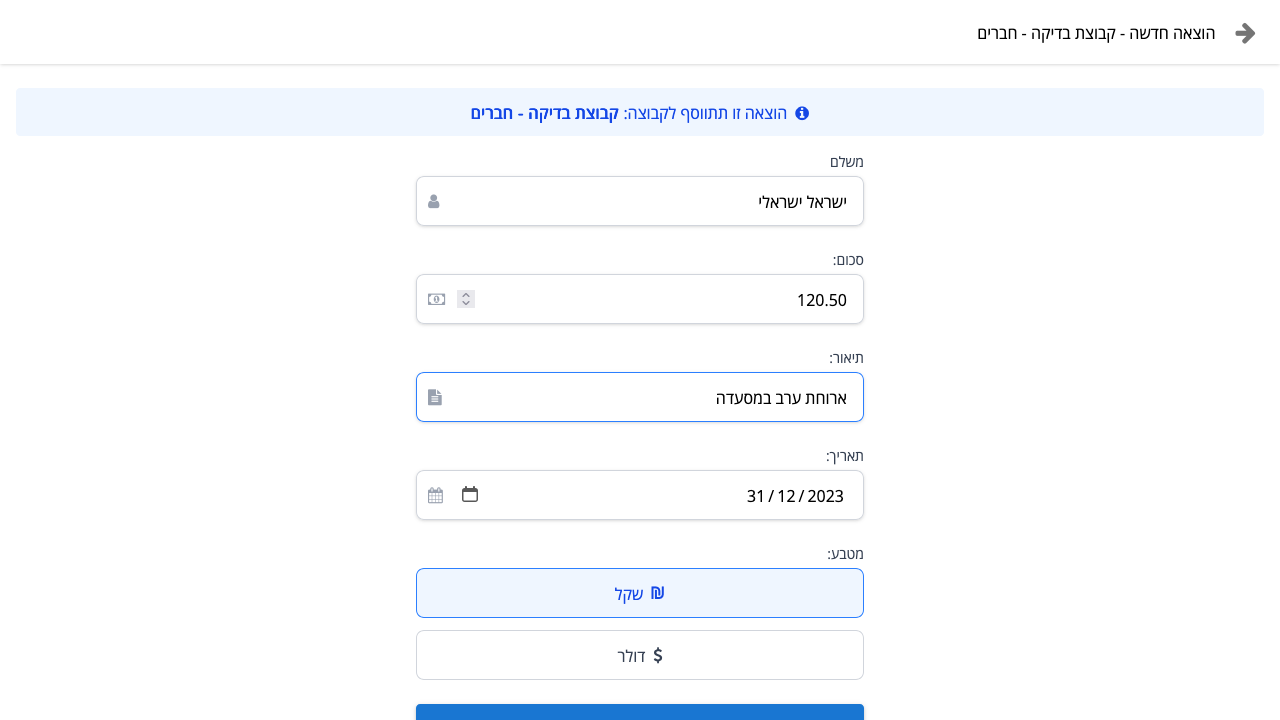 הוצאה חדשה - קבוצת בדיקה - חברים
הוצאה זו תתווסף לקבוצה: קבוצת בדיקה - חברים
משלם
ישראל ישראלי
סכום:
120.50
תיאור:
ארוחת ערב במסעדה
תאריך:
31/12/2023
מטבע:
₪ שקל
$ דולר